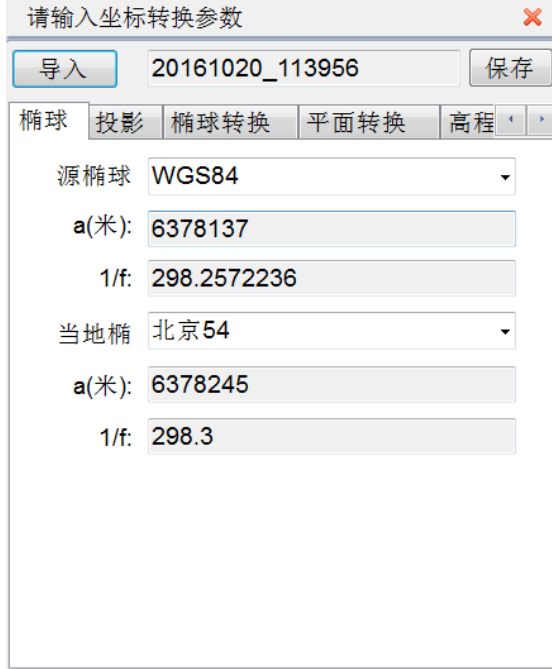 请输入坐标转换参数
导入 20161020_113956 保存
椭球 投影 椭球转换 平面转换 高程
源椭球 WGS84
a(米): 6378137
1/f: 298.2572236
当地椭 北京54
a(米): 6378245
1/f: 298.3